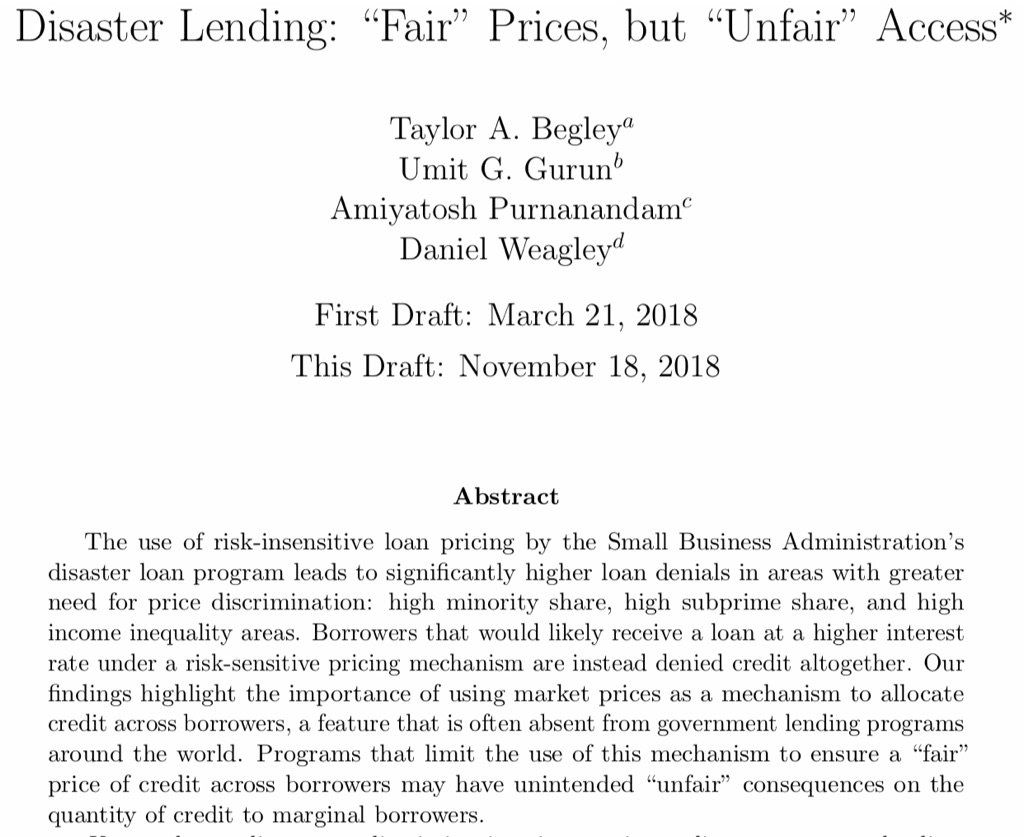 Disaster Lending: “Fair” Prices, but “Unfair” Access*
Taylor A. Begleyᵃ
Umit G. Gurunᵇ
Amiyatosh Purnanandamᶜ
Daniel Weagleyᵈ
First Draft: March 21, 2018
This Draft: November 18, 2018
Abstract
The use of risk-insensitive loan pricing by the Small Business Administration’s
disaster loan program leads to significantly higher loan denials in areas with greater
need for price discrimination: high minority share, high subprime share, and high
income inequality areas. Borrowers that would likely receive a loan at a higher interest
rate under a risk-sensitive pricing mechanism are instead denied credit altogether. Our
findings highlight the importance of using market prices as a mechanism to allocate
credit across borrowers, a feature that is often absent from government lending programs
around the world. Programs that limit the use of this mechanism to ensure a “fair”
price of credit across borrowers may have unintended “unfair” consequences on the
quantity of credit to marginal borrowers.